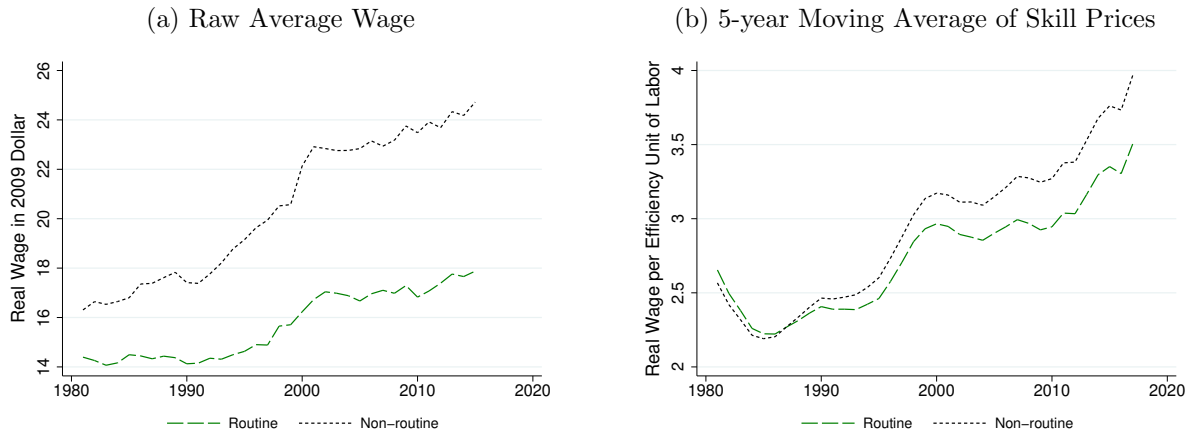 (a) Raw Average Wage
Real Wage in 2009 Dollar
26
24
22
20
18
16
14
1980 1990 2000 2010 2020
Routine Non−routine
(b) 5-year Moving Average of Skill Prices
Real Wage per Efficiency Unit of Labor
4
3.5
3
2.5
2
1980 1990 2000 2010 2020
Routine Non−routine